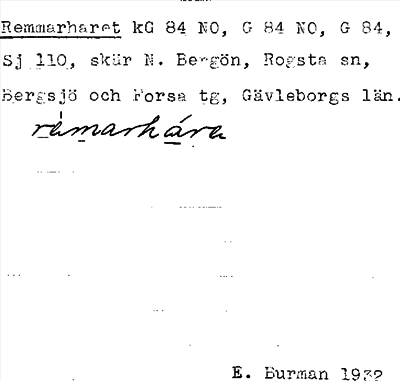 Remmarharet kG 84 NO, G 84 NO, G 84,
Sj 110, skär N. Bergön, Rogsta sn,
Bergsjö och Forsa tg, Gävleborgs län.
ràmarhára
E. Burman 1932